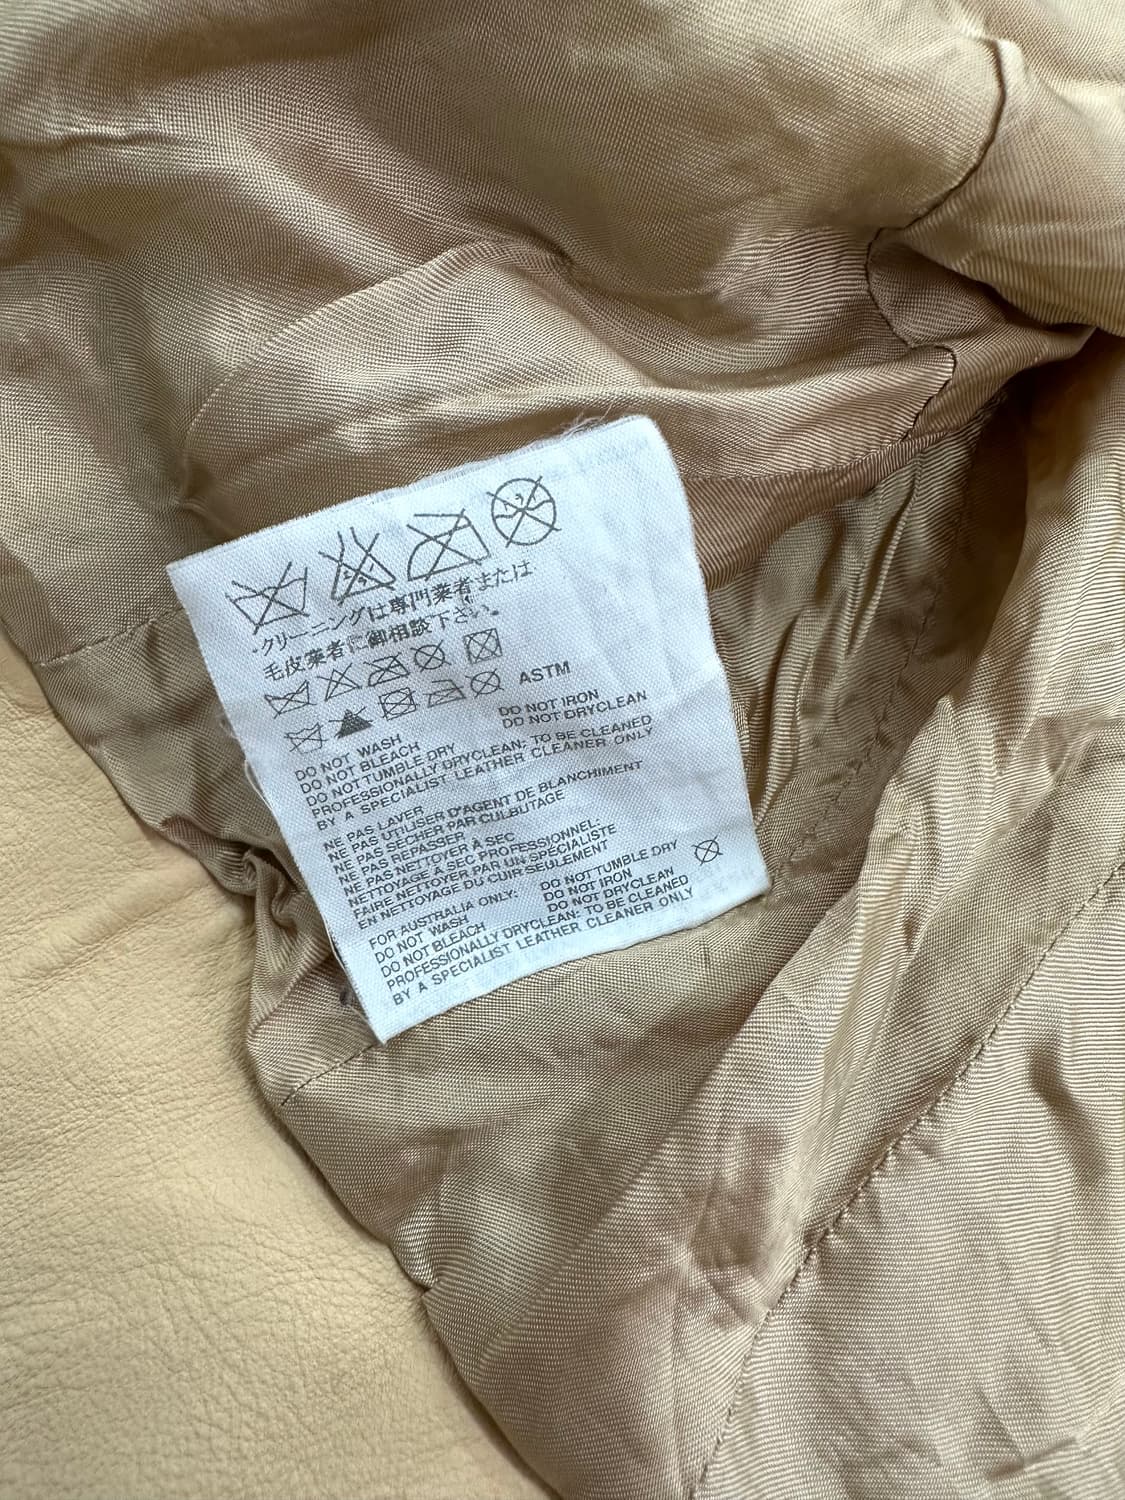 クリーニングは専門業者または
毛皮業者に御相談下さい。
ASTM
DO NOT WASH DO NOT IRON
DO NOT BLEACH DO NOT DRYCLEAN
DO NOT TUMBLE DRY
PROFESSIONALLY DRYCLEAN: TO BE CLEANED
BY A SPECIALIST LEATHER CLEANER ONLY
NE PAS LAVER
NE PAS UTILISER D'AGENT DE BLANCHIMENT
NE PAS SÉCHER PAR CULBUTAGE
NE PAS REPASSER
NE PAS NETTOYER À SEC
NETTOYAGE À SEC PROFESSIONNEL:
FAIRE NETTOYER PAR UN SPECIALISTE
EN NETTOYAGE DU CUIR SEULEMENT
FOR AUSTRALIA ONLY: DO NOT TUMBLE DRY
DO NOT WASH DO NOT IRON
DO NOT BLEACH DO NOT DRYCLEAN
PROFESSIONALLY DRYCLEAN: TO BE CLEANED
BY A SPECIALIST LEATHER CLEANER ONLY